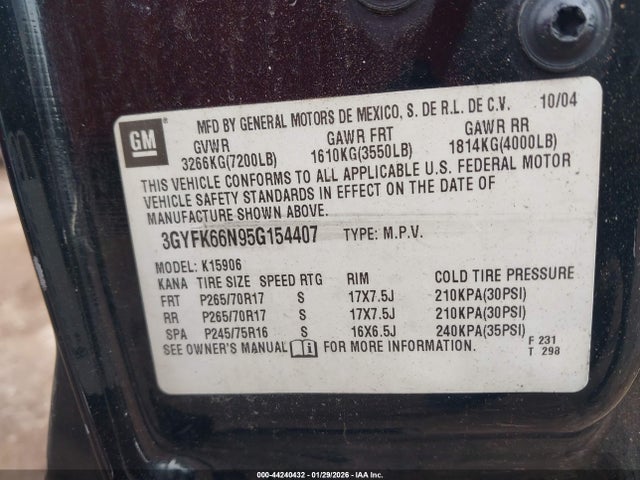 GM
MFD BY GENERAL MOTORS DE MEXICO, S. DE R.L. DE C.V. 10/04
GVWR GAWR FRT GAWR RR
3266KG(7200LB) 1610KG(3550LB) 1814KG(4000LB)
THIS VEHICLE CONFORMS TO ALL APPLICABLE U.S. FEDERAL MOTOR
VEHICLE SAFETY STANDARDS IN EFFECT ON THE DATE OF
MANUFACTURE SHOWN ABOVE.
3GYFK66N95G154407 TYPE: M.P.V.
MODEL: K15906
KANA TIRE SIZE SPEED RTG RIM COLD TIRE PRESSURE
FRT P265/70R17 S 17X7.5J 210KPA(30PSI)
RR P265/70R17 S 17X7.5J 210KPA(30PSI)
SPA P245/75R16 S 16X6.5J 240KPA(35PSI)
SEE OWNER'S MANUAL FOR MORE INFORMATION.
F 231
T 298
000-44240432 - 01/29/2026 - IAA Inc.